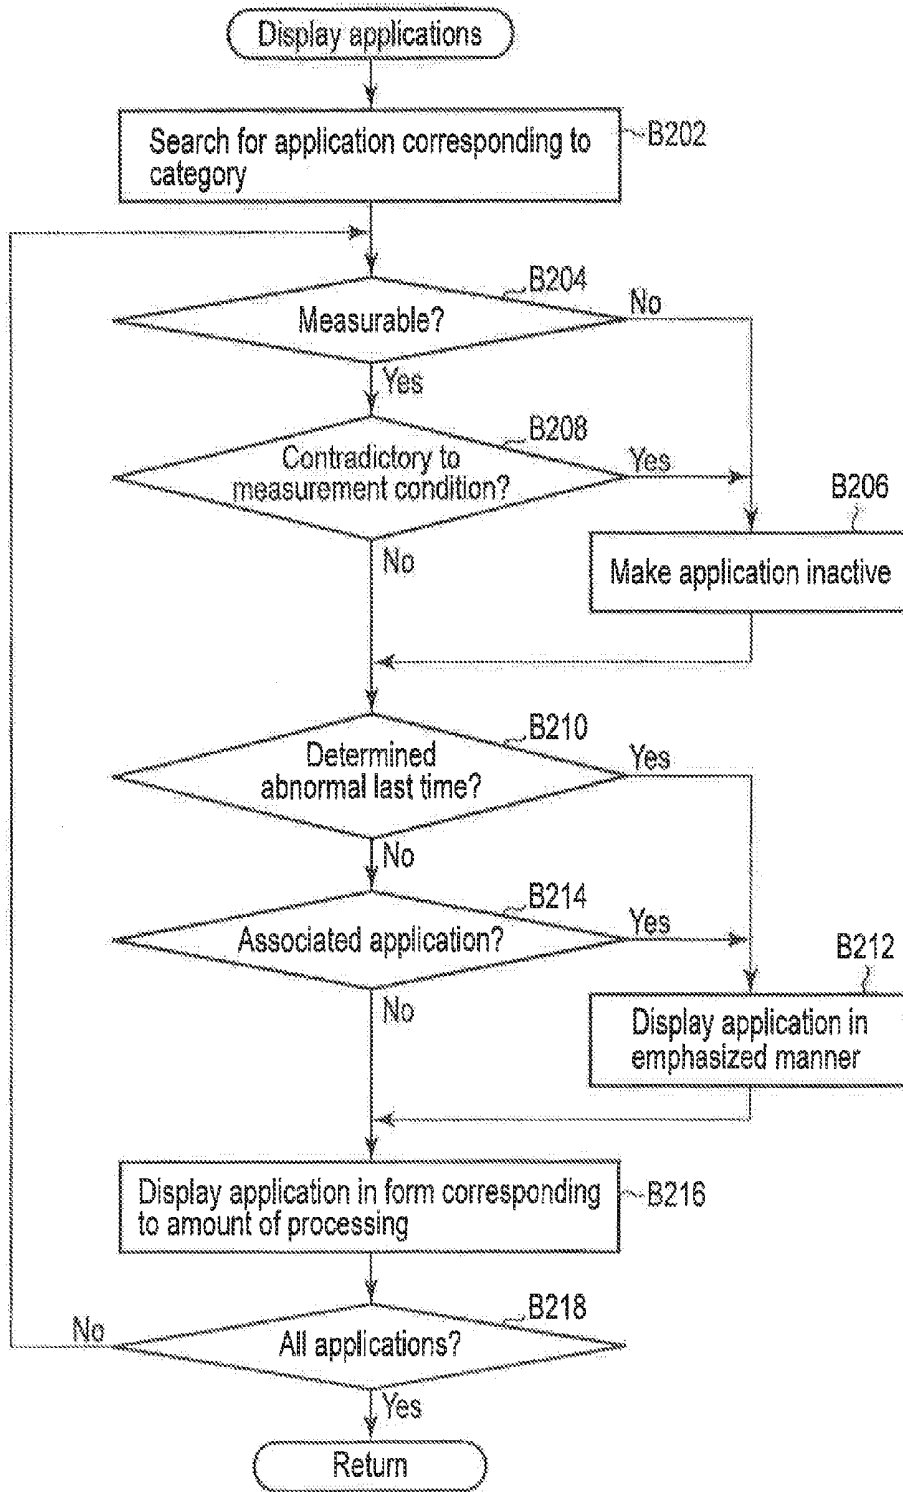 Display applications
Search for application corresponding to
category
B202
B204
Measurable?
No
Yes
B208
Contradictory to
measurement condition?
Yes
No
B206
Make application inactive
B210
Determined
abnormal last time?
Yes
No
B214
Associated application?
Yes
No
B212
Display application in
emphasized manner
Display application in form corresponding
to amount of processing
B216
B218
All applications?
No
Yes
Return